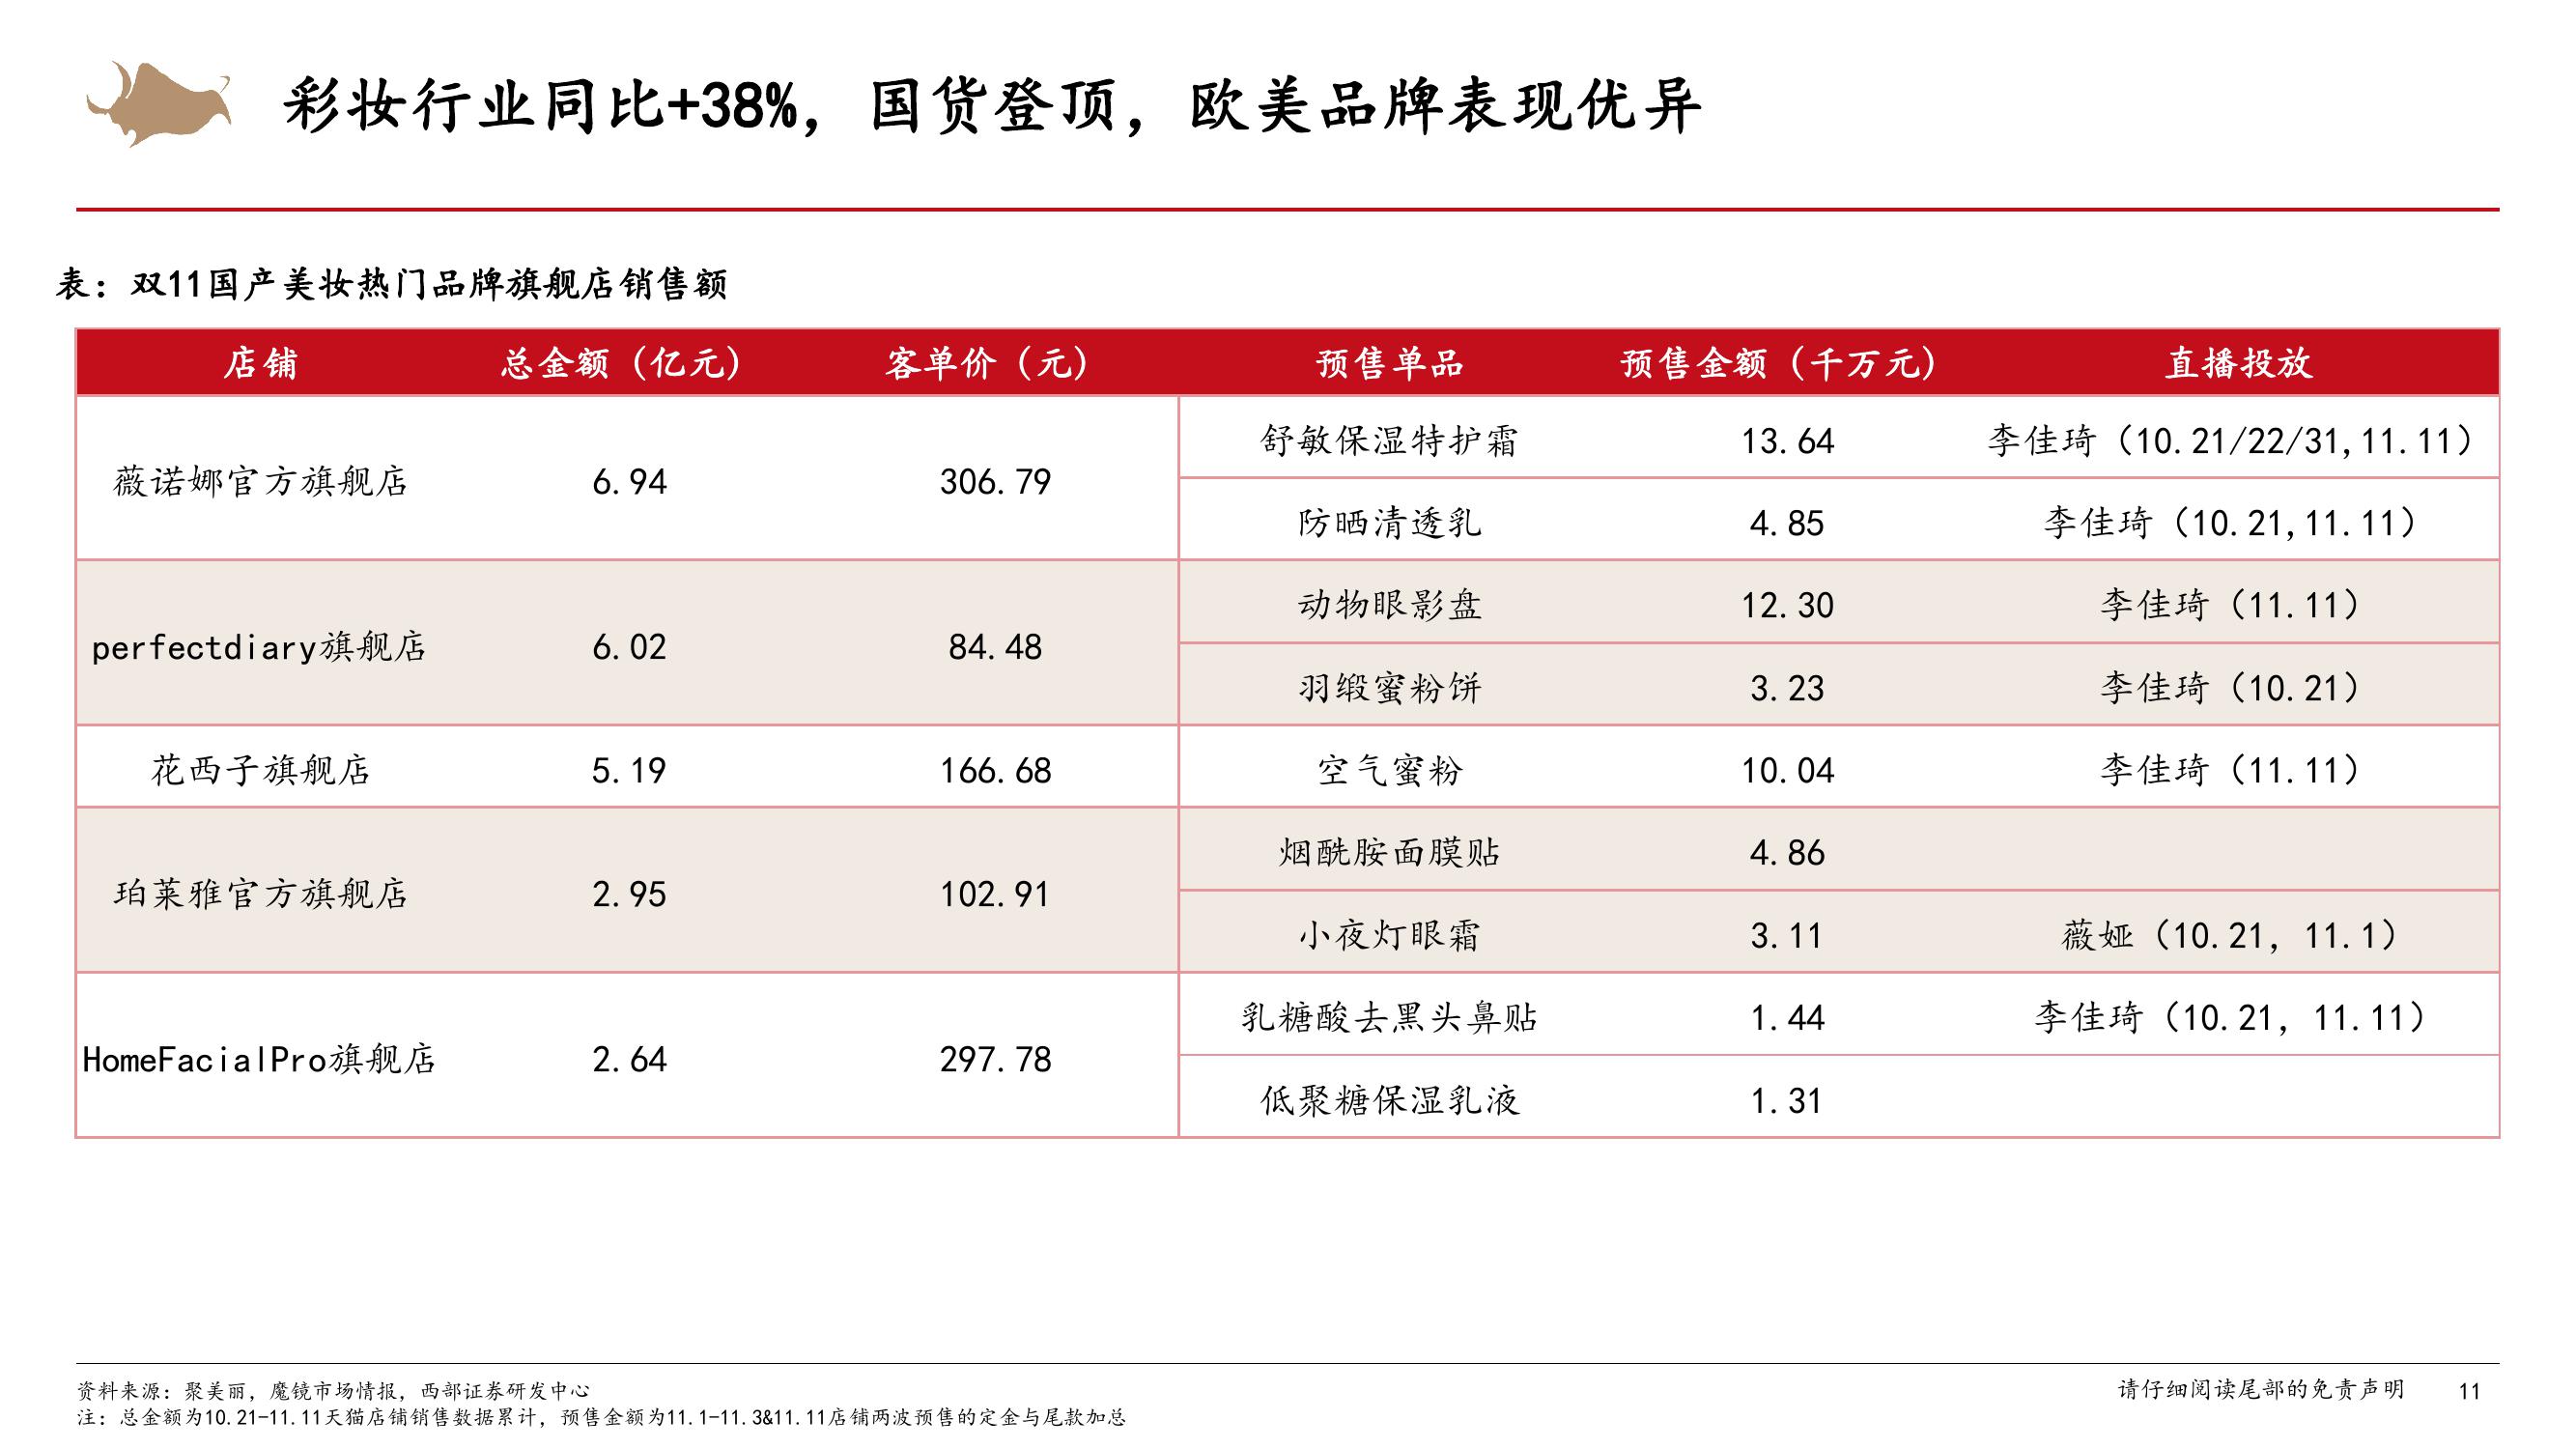 彩妆行业同比+38%，国货登顶，欧美品牌表现优异
表：双11国产美妆热门品牌旗舰店销售额
店铺 总金额（亿元） 客单价（元） 预售单品 预售金额（千万元） 直播投放
薇诺娜官方旗舰店 6.94 306.79 舒敏保湿特护霜 13.64 李佳琦（10.21/22/31,11.11）
防晒清透乳 4.85 李佳琦（10.21,11.11）
perfectdiary旗舰店 6.02 84.48 动物眼影盘 12.30 李佳琦（11.11）
羽缎蜜粉饼 3.23 李佳琦（10.21）
花西子旗舰店 5.19 166.68 空气蜜粉 10.04 李佳琦（11.11）
珀莱雅官方旗舰店 2.95 102.91 烟酰胺面膜贴 4.86
小夜灯眼霜 3.11 薇娅（10.21, 11.1）
HomeFacialPro旗舰店 2.64 297.78 乳糖酸去黑头鼻贴 1.44 李佳琦（10.21, 11.11）
低聚糖保湿乳液 1.31
资料来源：聚美丽，魔镜市场情报，西部证券研发中心
注：总金额为10.21-11.11天猫店铺销售数据累计，预售金额为11.1-11.3&11.11店铺两波预售的定金与尾款加总
请仔细阅读尾部的免责声明 11